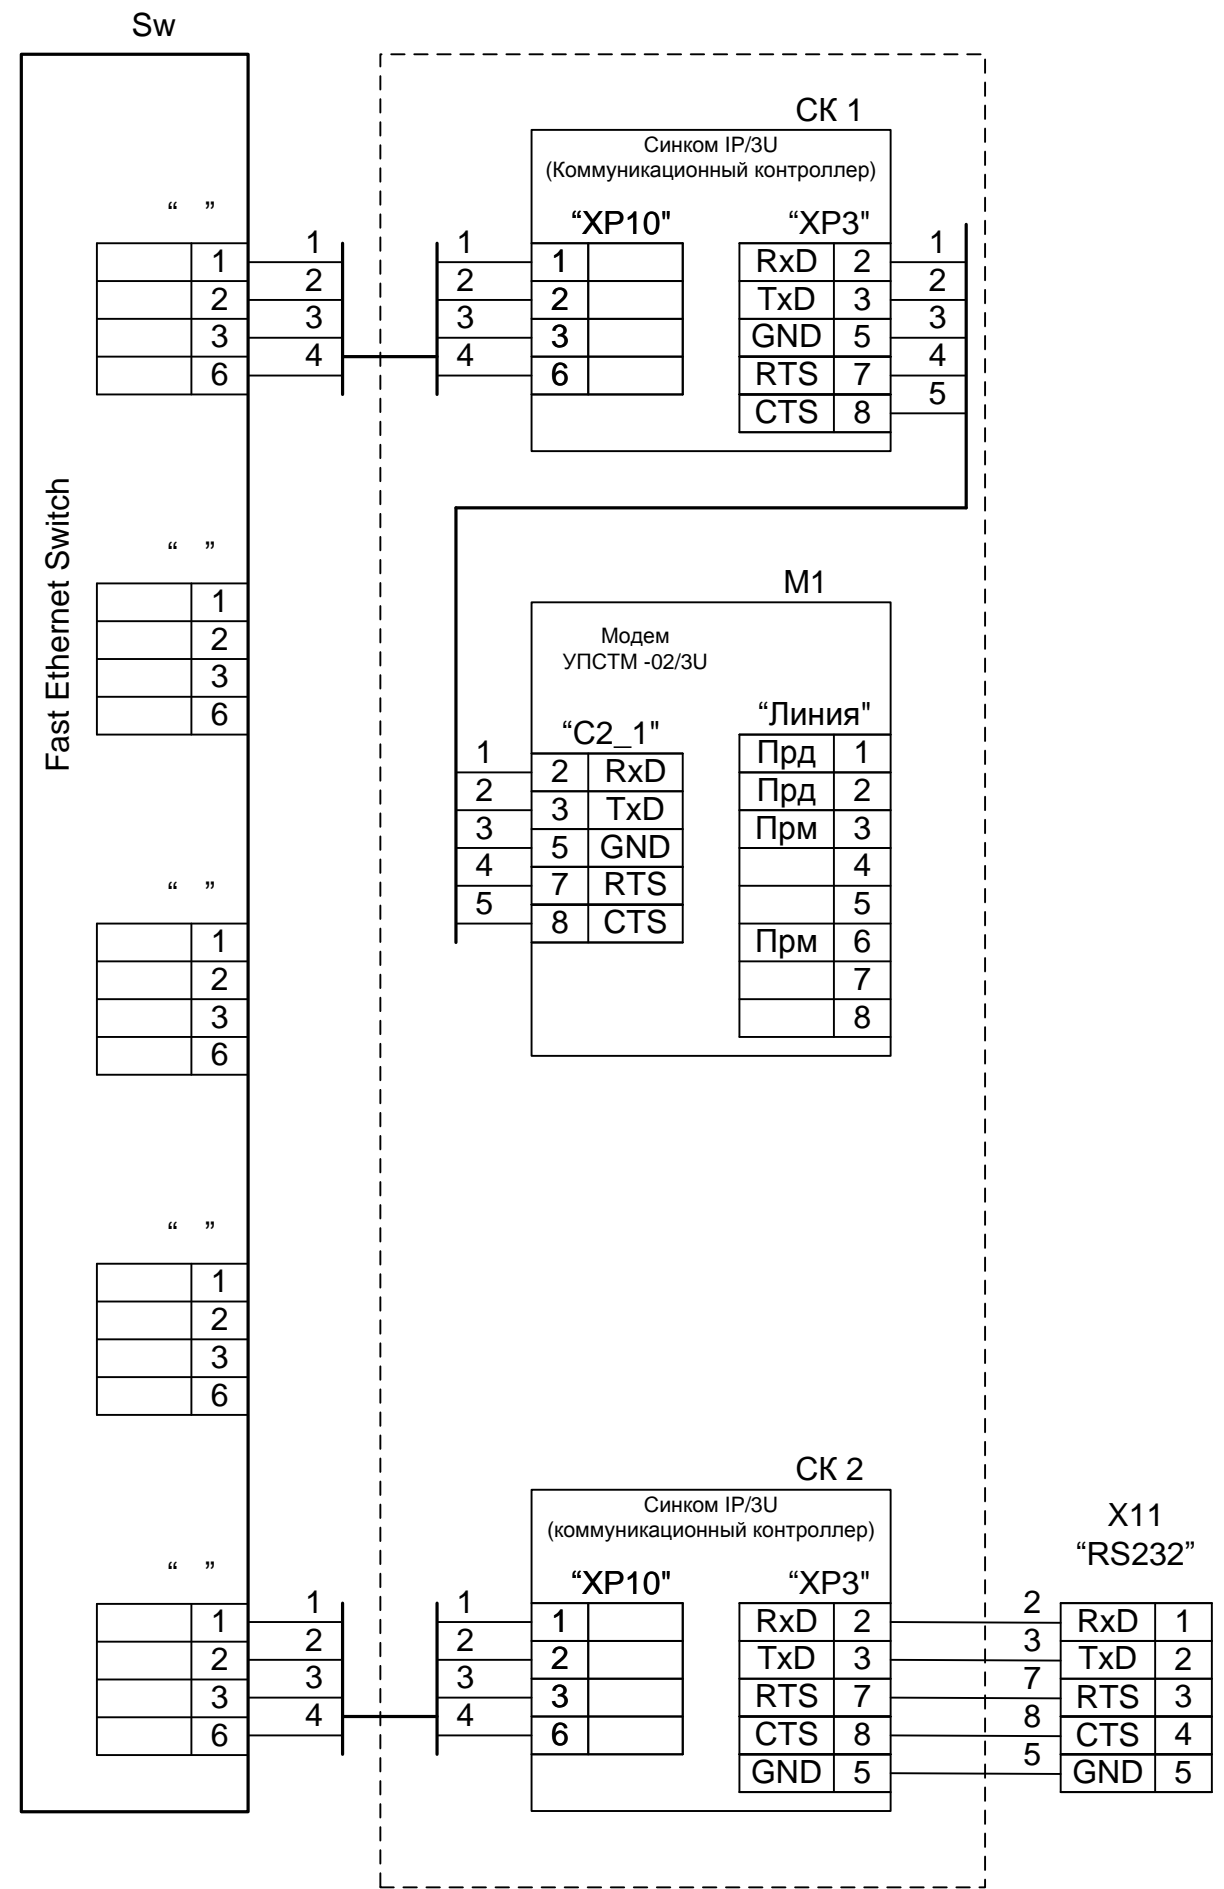 Sw
Fast Ethernet Switch
“ ”
1
2
3
6
1
2
3
4
“ ”
1
2
3
6
“ ”
1
2
3
6
“ ”
1
2
3
6
“ ”
1
2
3
6
1
2
3
4
СК 1
Синком IP/3U
(Коммуникационный контроллер)
“XP10"
1
2
3
4
1
2
3
6
“XP3"
RxD 2
TxD 3
GND 5
RTS 7
CTS 8
1
2
3
4
5
М1
Модем
УПСТМ -02/3U
“C2_1"
1
2
3
4
5
2 RxD
3 TxD
5 GND
7 RTS
8 CTS
“Линия"
Прд 1
Прд 2
Прм 3
4
5
Прм 6
7
8
СК 2
Синком IP/3U
(коммуникационный контроллер)
“XP10"
1
2
3
4
1
2
3
6
“XP3"
RxD 2
TxD 3
RTS 7
CTS 8
GND 5
2
3
7
8
5
X11
“RS232”
RxD 1
TxD 2
RTS 3
CTS 4
GND 5